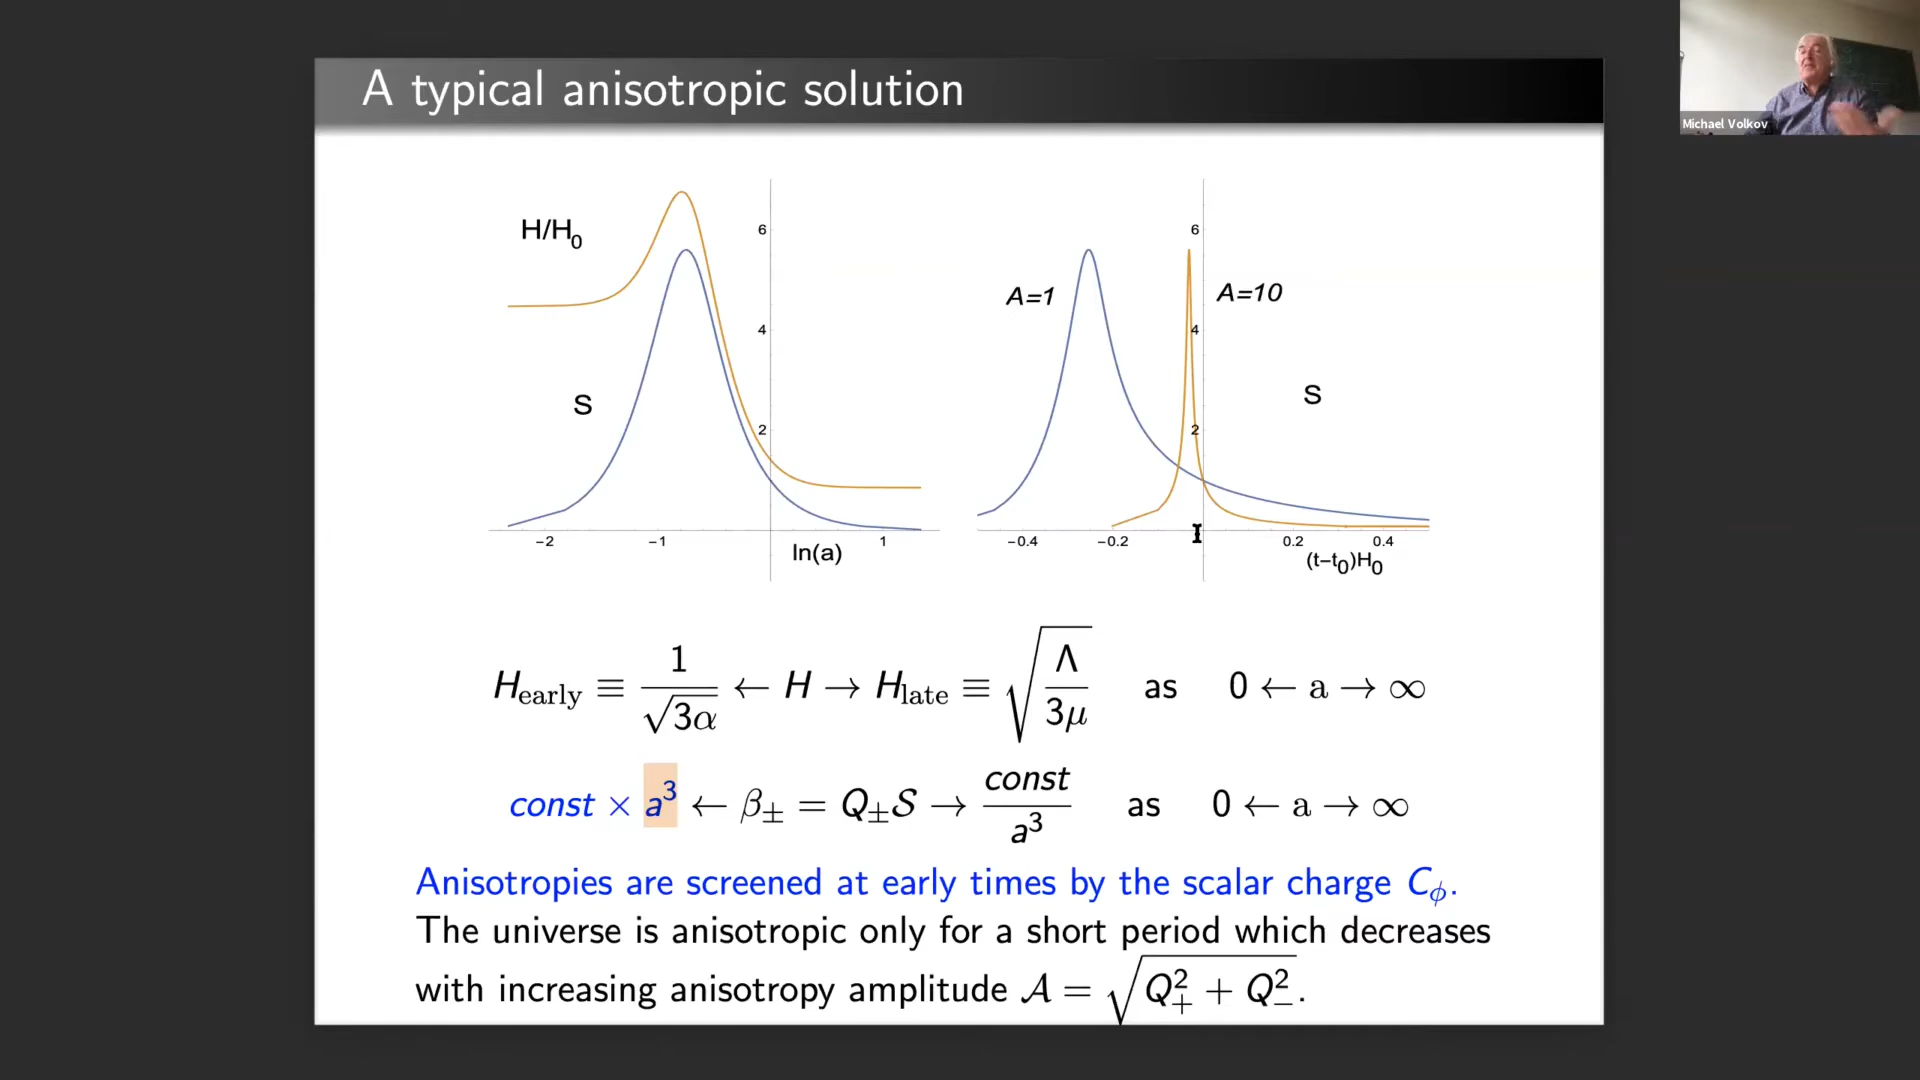 A typical anisotropic solution
Michael Volkov
H/H₀
S
6
4
2
−2 −1 1
ln(a)
A=1
A=10
S
6
4
2
−0.4 −0.2 0.2 0.4
(t−t₀)H₀
H_early ≡ 1/√3α ← H → H_late ≡ √(Λ/3μ) as 0 ← a → ∞
const × a³ ← β± = Q±𝒮 → const/a³ as 0 ← a → ∞
Anisotropies are screened at early times by the scalar charge C_ϕ.
The universe is anisotropic only for a short period which decreases
with increasing anisotropy amplitude 𝒜 = √(Q₊² + Q₋²).